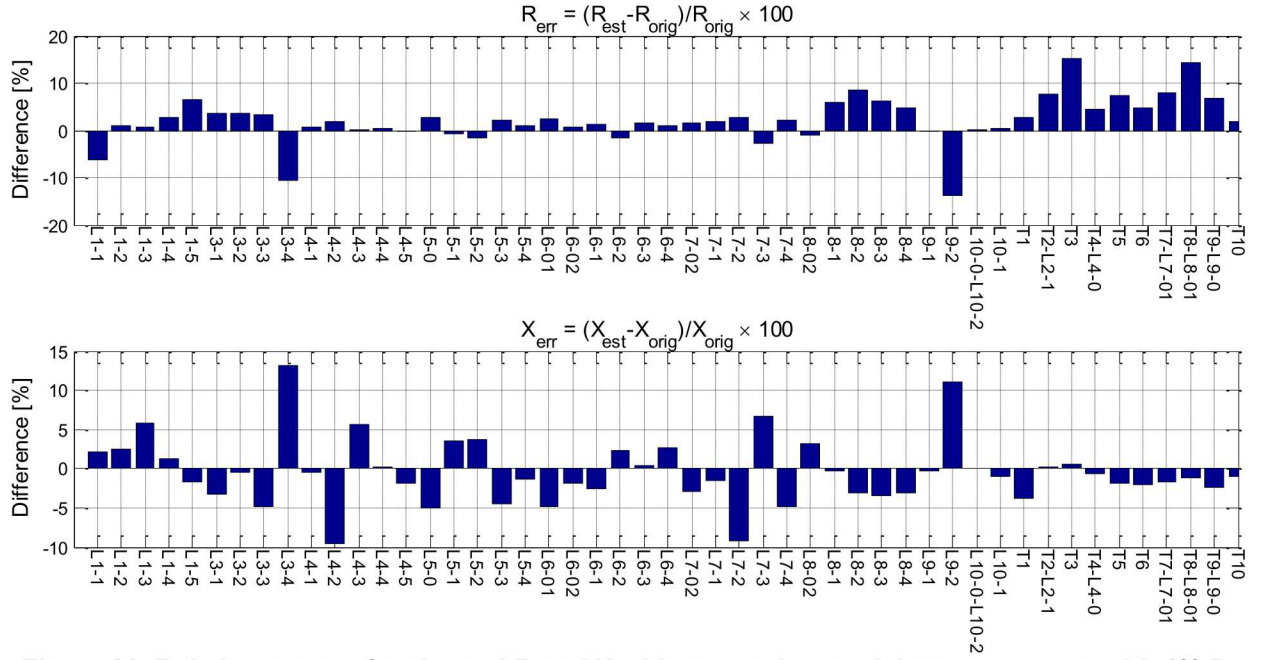 R_err = (R_est-R_orig)/R_orig × 100
Difference [%]
20
10
0
-10
-20
L1-1
L1-2
L1-3
L1-4
L1-5
L3-1
L3-2
L3-3
L3-4
L4-1
L4-2
L4-3
L4-4
L4-5
L5-0
L5-1
L5-2
L5-3
L5-4
L6-01
L6-02
L6-1
L6-2
L6-3
L6-4
L7-02
L7-1
L7-2
L7-3
L7-4
L8-02
L8-1
L8-2
L8-3
L8-4
L9-1
L9-2
L10-0-L10-2
L10-1
T1
T2-L2-1
T3
T4-L4-0
T5
T6
T7-L7-01
T8-L8-01
T9-L9-0
T10
X_err = (X_est-X_orig)/X_orig × 100
Difference [%]
15
10
5
0
-5
-10
L1-1
L1-2
L1-3
L1-4
L1-5
L3-1
L3-2
L3-3
L3-4
L4-1
L4-2
L4-3
L4-4
L4-5
L5-0
L5-1
L5-2
L5-3
L5-4
L6-01
L6-02
L6-1
L6-2
L6-3
L6-4
L7-02
L7-1
L7-2
L7-3
L7-4
L8-02
L8-1
L8-2
L8-3
L8-4
L9-1
L9-2
L10-0-L10-2
L10-1
T1
T2-L2-1
T3
T4-L4-0
T5
T6
T7-L7-01
T8-L8-01
T9-L9-0
T10